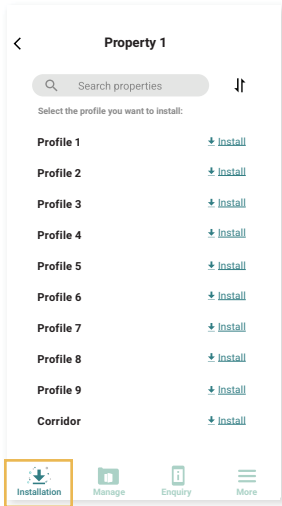 Property 1
Search properties
Select the profile you want to install:
Profile 1 Install
Profile 2 Install
Profile 3 Install
Profile 4 Install
Profile 5 Install
Profile 6 Install
Profile 7 Install
Profile 8 Install
Profile 9 Install
Corridor Install
Installation Manage Enquiry More